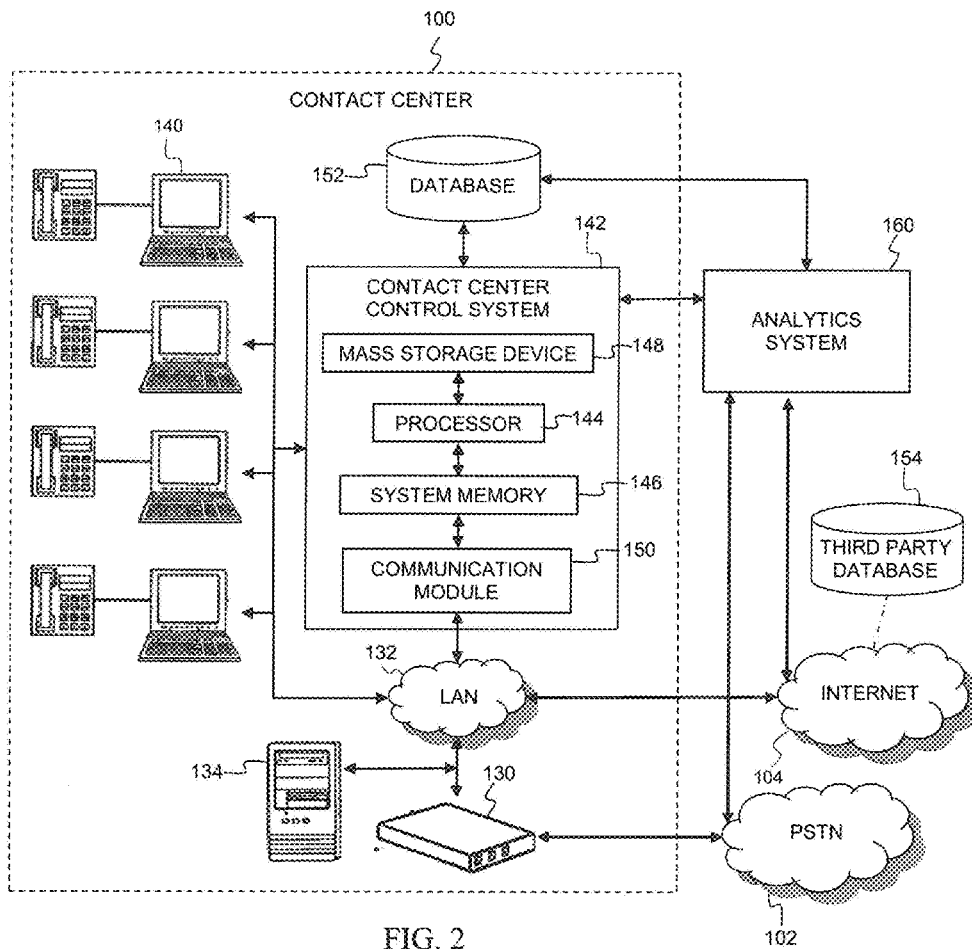 100
CONTACT CENTER
140
152
DATABASE
142
160
CONTACT CENTER
CONTROL SYSTEM
ANALYTICS
SYSTEM
MASS STORAGE DEVICE
148
PROCESSOR
144
SYSTEM MEMORY
146
154
150
COMMUNICATION
MODULE
THIRD PARTY
DATABASE
132
LAN
INTERNET
104
134
130
PSTN
102
FIG. 2